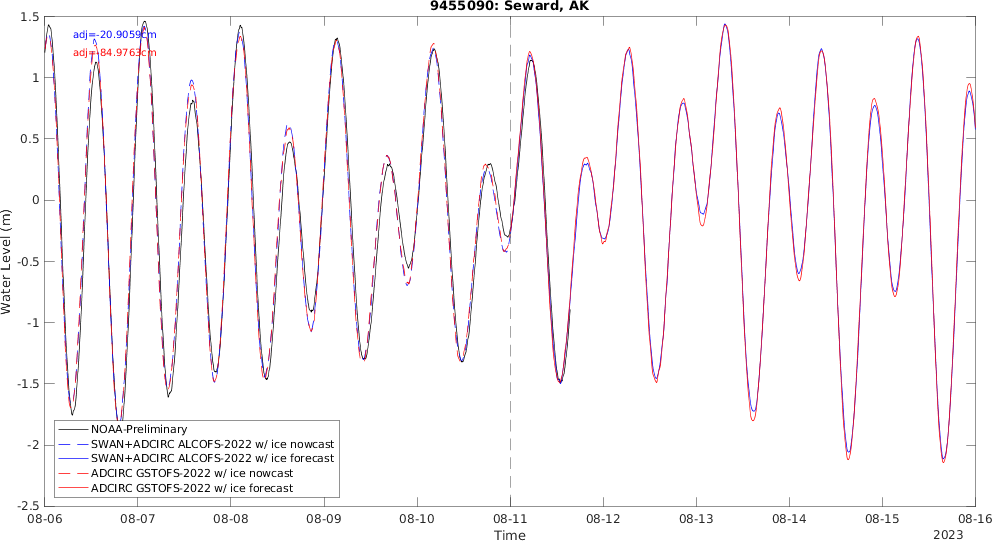 9455090: Seward, AK
adj=-20.9059cm
adj=-84.9763cm
1.5
1
0.5
0
-0.5
-1
-1.5
-2
-2.5
Water Level (m)
NOAA-Preliminary
SWAN+ADCIRC ALCOFS-2022 w/ ice nowcast
SWAN+ADCIRC ALCOFS-2022 w/ ice forecast
ADCIRC GSTOFS-2022 w/ ice nowcast
ADCIRC GSTOFS-2022 w/ ice forecast
08-06 08-07 08-08 08-09 08-10 08-11 08-12 08-13 08-14 08-15 08-16
Time
2023